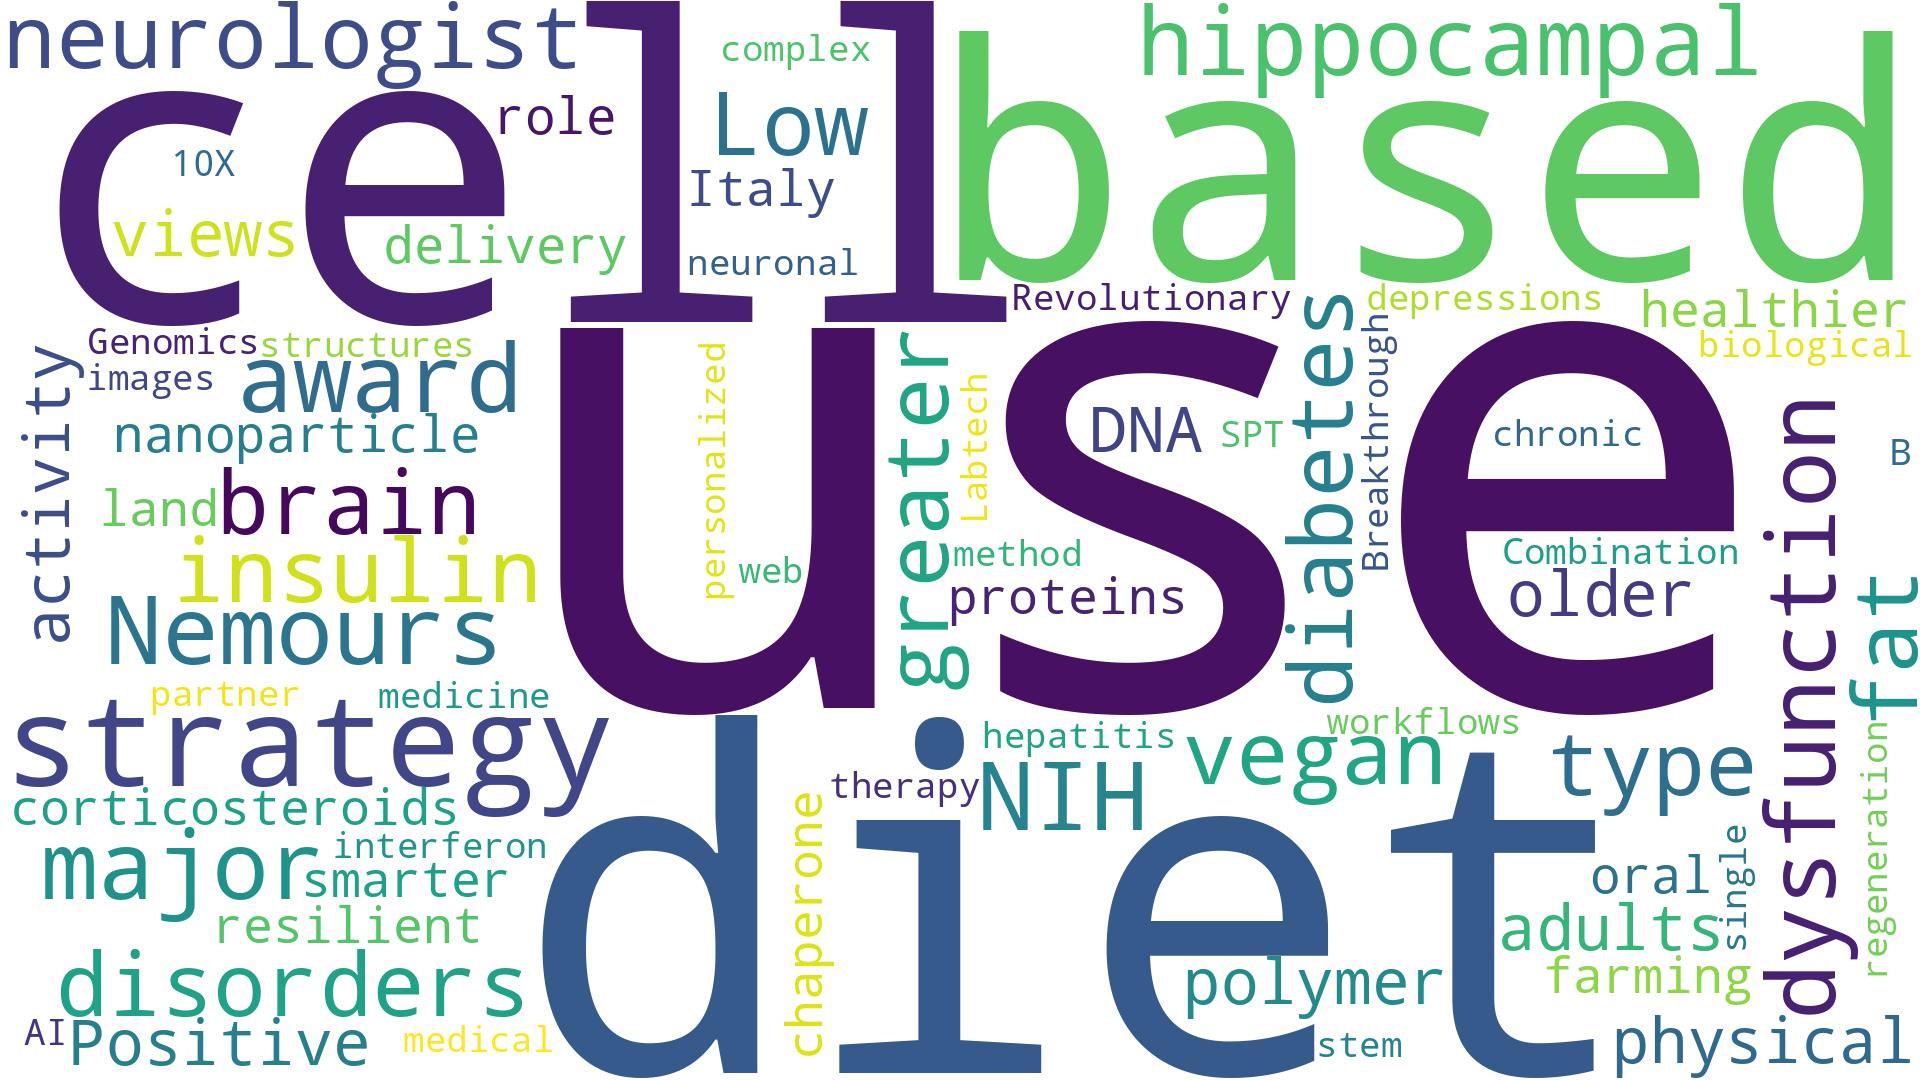 neurologist
cell
complex
hippocampal
based
role
Low
10X
Italy
views
delivery
neuronal
Revolutionary
depressions
healthier
Genomics
structures
biological
images
award
use
activity
personalized
greater
Labtech
DNA
SPT
diabetes
Breakthrough
chronic
dysfunction
B
nanoparticle
land
brain
insulin
web
method
proteins
Combination
older
fat
Nemours
partner
medicine
strategy
diet
hepatitis
workflows
vegan
therapy
NIH
type
regeneration
corticosteroids
chaperone
major
interferon
smarter
oral
single
resilient
adults
disorders
polymer
farming
AI
Positive
medical
stem
physical